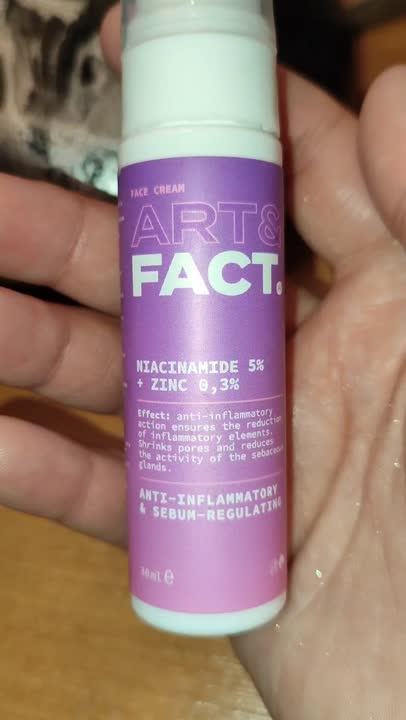 FACE CREAM
ART&
FACT.
NIACINAMIDE 5%
+ ZINC 0,3%
Effect: anti-inflammatory
action ensures the reduction
of inflammatory elements.
Shrinks pores and reduces
the activity of the sebaceous
glands.
ANTI-INFLAMMATORY
& SEBUM-REGULATING
30ml e